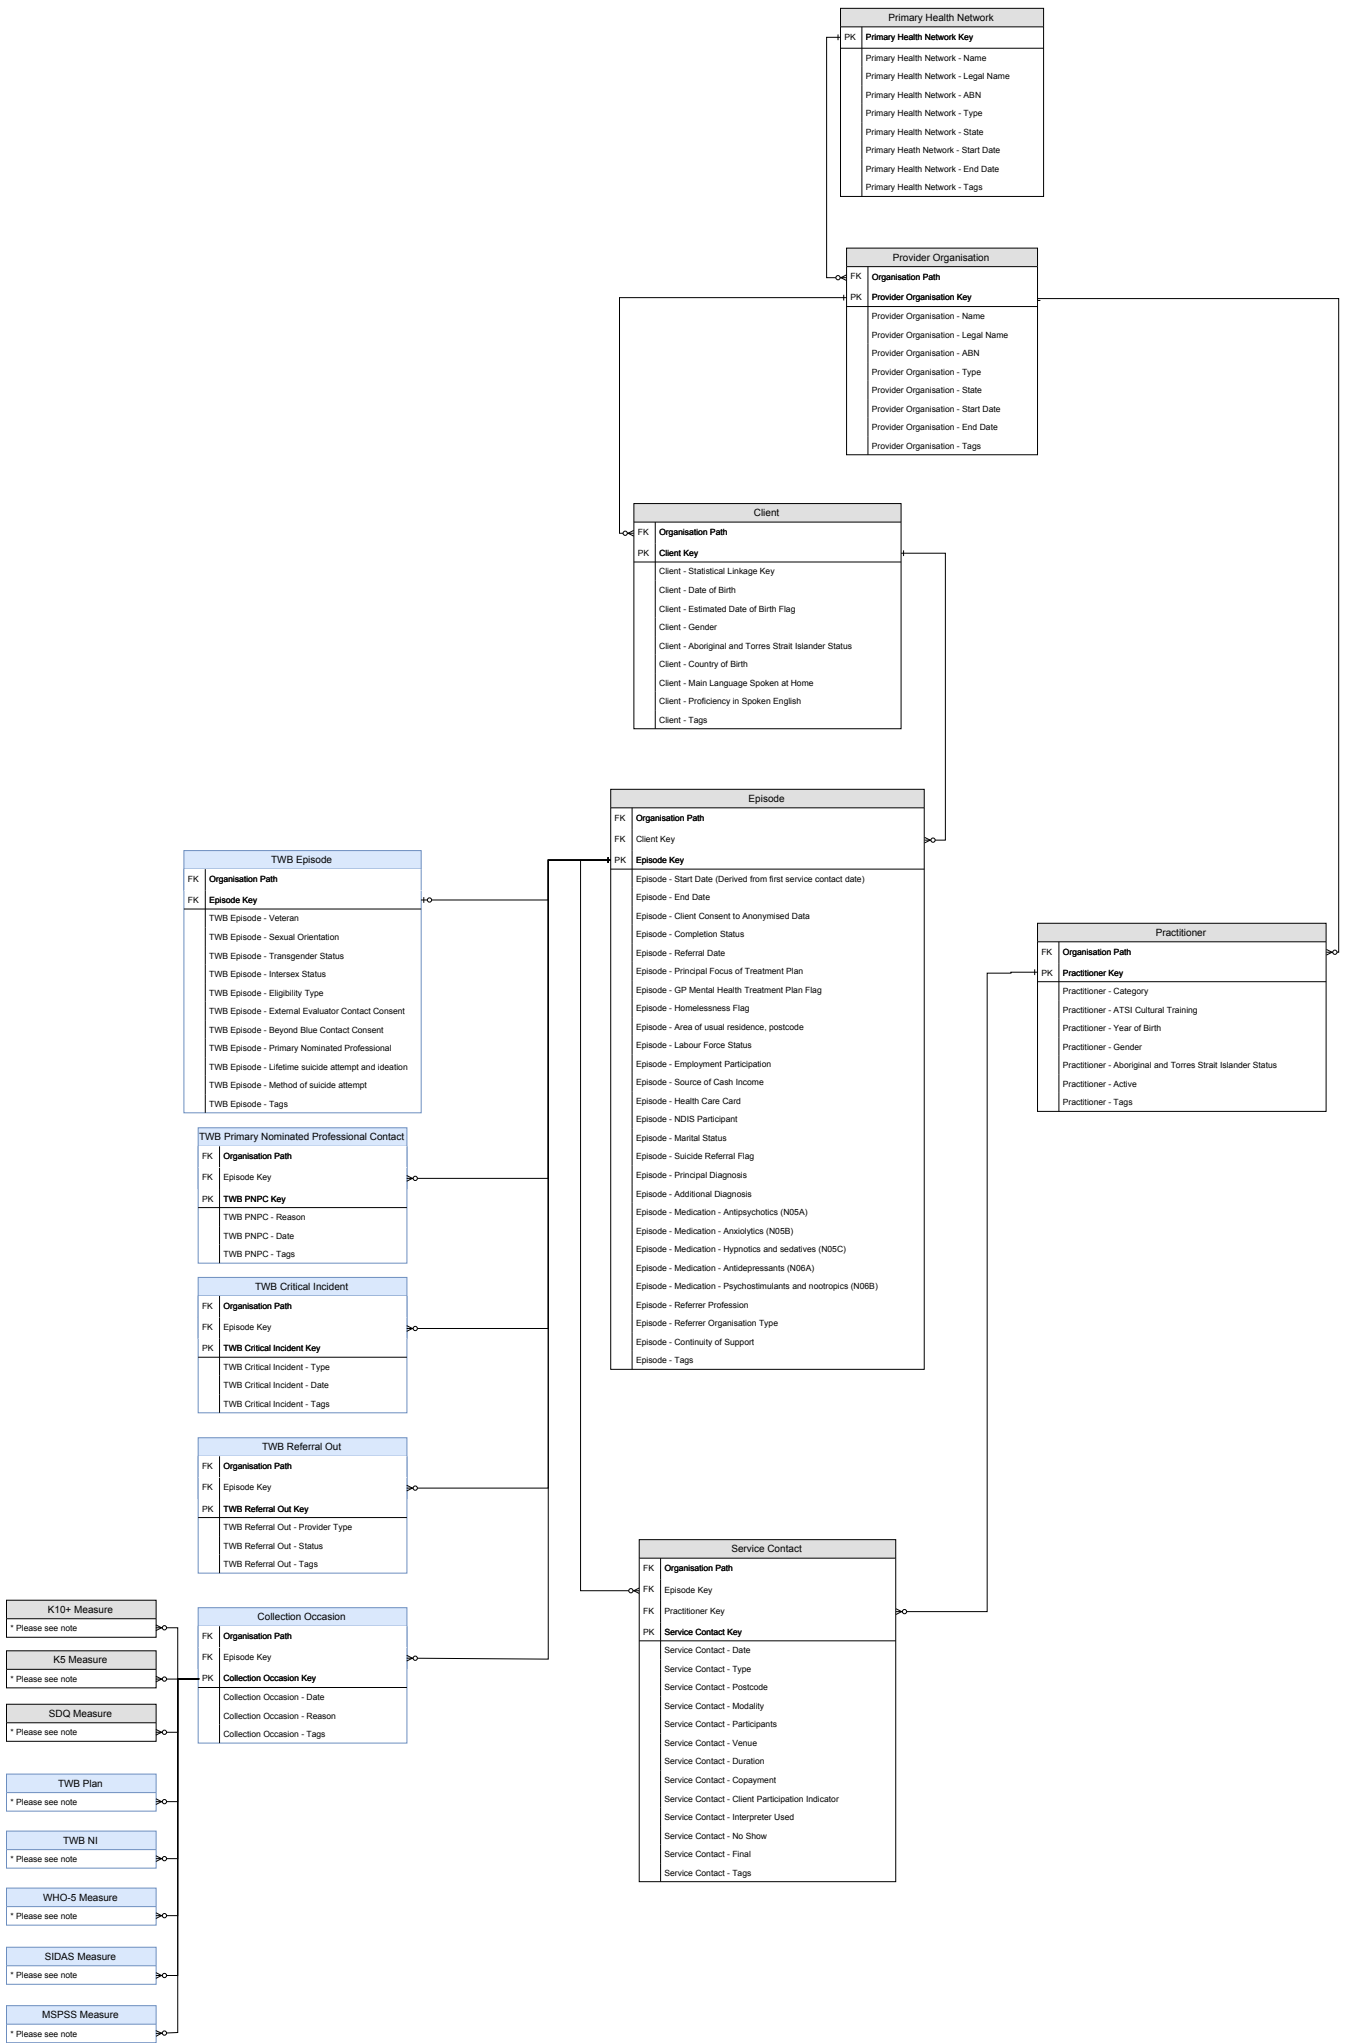 Primary Health Network
PK Primary Health Network Key
Primary Health Network - Name
Primary Health Network - Legal Name
Primary Health Network - ABN
Primary Health Network - Type
Primary Health Network - State
Primary Heath Network - Start Date
Primary Health Network - End Date
Primary Health Network - Tags
Provider Organisation
FK Organisation Path
PK Provider Organisation Key
Provider Organisation - Name
Provider Organisation - Legal Name
Provider Organisation - ABN
Provider Organisation - Type
Provider Organisation - State
Provider Organisation - Start Date
Provider Organisation - End Date
Provider Organisation - Tags
Client
FK Organisation Path
PK Client Key
Client - Statistical Linkage Key
Client - Date of Birth
Client - Estimated Date of Birth Flag
Client - Gender
Client - Aboriginal and Torres Strait Islander Status
Client - Country of Birth
Client - Main Language Spoken at Home
Client - Proficiency in Spoken English
Client - Tags
Episode
FK Organisation Path
FK Client Key
PK Episode Key
Episode - Start Date (Derived from first service contact date)
Episode - End Date
Episode - Client Consent to Anonymised Data
Episode - Completion Status
Episode - Referral Date
Episode - Principal Focus of Treatment Plan
Episode - GP Mental Health Treatment Plan Flag
Episode - Homelessness Flag
Episode - Area of usual residence, postcode
Episode - Labour Force Status
Episode - Employment Participation
Episode - Source of Cash Income
Episode - Health Care Card
Episode - NDIS Participant
Episode - Marital Status
Episode - Suicide Referral Flag
Episode - Principal Diagnosis
Episode - Additional Diagnosis
Episode - Medication - Antipsychotics (N05A)
Episode - Medication - Anxiolytics (N05B)
Episode - Medication - Hypnotics and sedatives (N05C)
Episode - Medication - Antidepressants (N06A)
Episode - Medication - Psychostimulants and nootropics (N06B)
Episode - Referrer Profession
Episode - Referrer Organisation Type
Episode - Continuity of Support
Episode - Tags
TWB Episode
FK Organisation Path
FK Episode Key
TWB Episode - Veteran
TWB Episode - Sexual Orientation
TWB Episode - Transgender Status
TWB Episode - Intersex Status
TWB Episode - Eligibility Type
TWB Episode - External Evaluator Contact Consent
TWB Episode - Beyond Blue Contact Consent
TWB Episode - Primary Nominated Professional
TWB Episode - Lifetime suicide attempt and ideation
TWB Episode - Method of suicide attempt
TWB Episode - Tags
Practitioner
FK Organisation Path
PK Practitioner Key
Practitioner - Category
Practitioner - ATSI Cultural Training
Practitioner - Year of Birth
Practitioner - Gender
Practitioner - Aboriginal and Torres Strait Islander Status
Practitioner - Active
Practitioner - Tags
TWB Primary Nominated Professional Contact
FK Organisation Path
FK Episode Key
PK TWB PNPC Key
TWB PNPC - Reason
TWB PNPC - Date
TWB PNPC - Tags
TWB Critical Incident
FK Organisation Path
FK Episode Key
PK TWB Critical Incident Key
TWB Critical Incident - Type
TWB Critical Incident - Date
TWB Critical Incident - Tags
TWB Referral Out
FK Organisation Path
FK Episode Key
PK TWB Referral Out Key
TWB Referral Out - Provider Type
TWB Referral Out - Status
TWB Referral Out - Tags
Service Contact
FK Organisation Path
FK Episode Key
FK Practitioner Key
PK Service Contact Key
Service Contact - Date
Service Contact - Type
Service Contact - Postcode
Service Contact - Modality
Service Contact - Participants
Service Contact - Venue
Service Contact - Duration
Service Contact - Copayment
Service Contact - Client Participation Indicator
Service Contact - Interpreter Used
Service Contact - No Show
Service Contact - Final
Service Contact - Tags
Collection Occasion
FK Organisation Path
FK Episode Key
PK Collection Occasion Key
Collection Occasion - Date
Collection Occasion - Reason
Collection Occasion - Tags
K10+ Measure
* Please see note
K5 Measure
* Please see note
SDQ Measure
* Please see note
TWB Plan
* Please see note
TWB NI
* Please see note
WHO-5 Measure
* Please see note
SIDAS Measure
* Please see note
MSPSS Measure
* Please see note